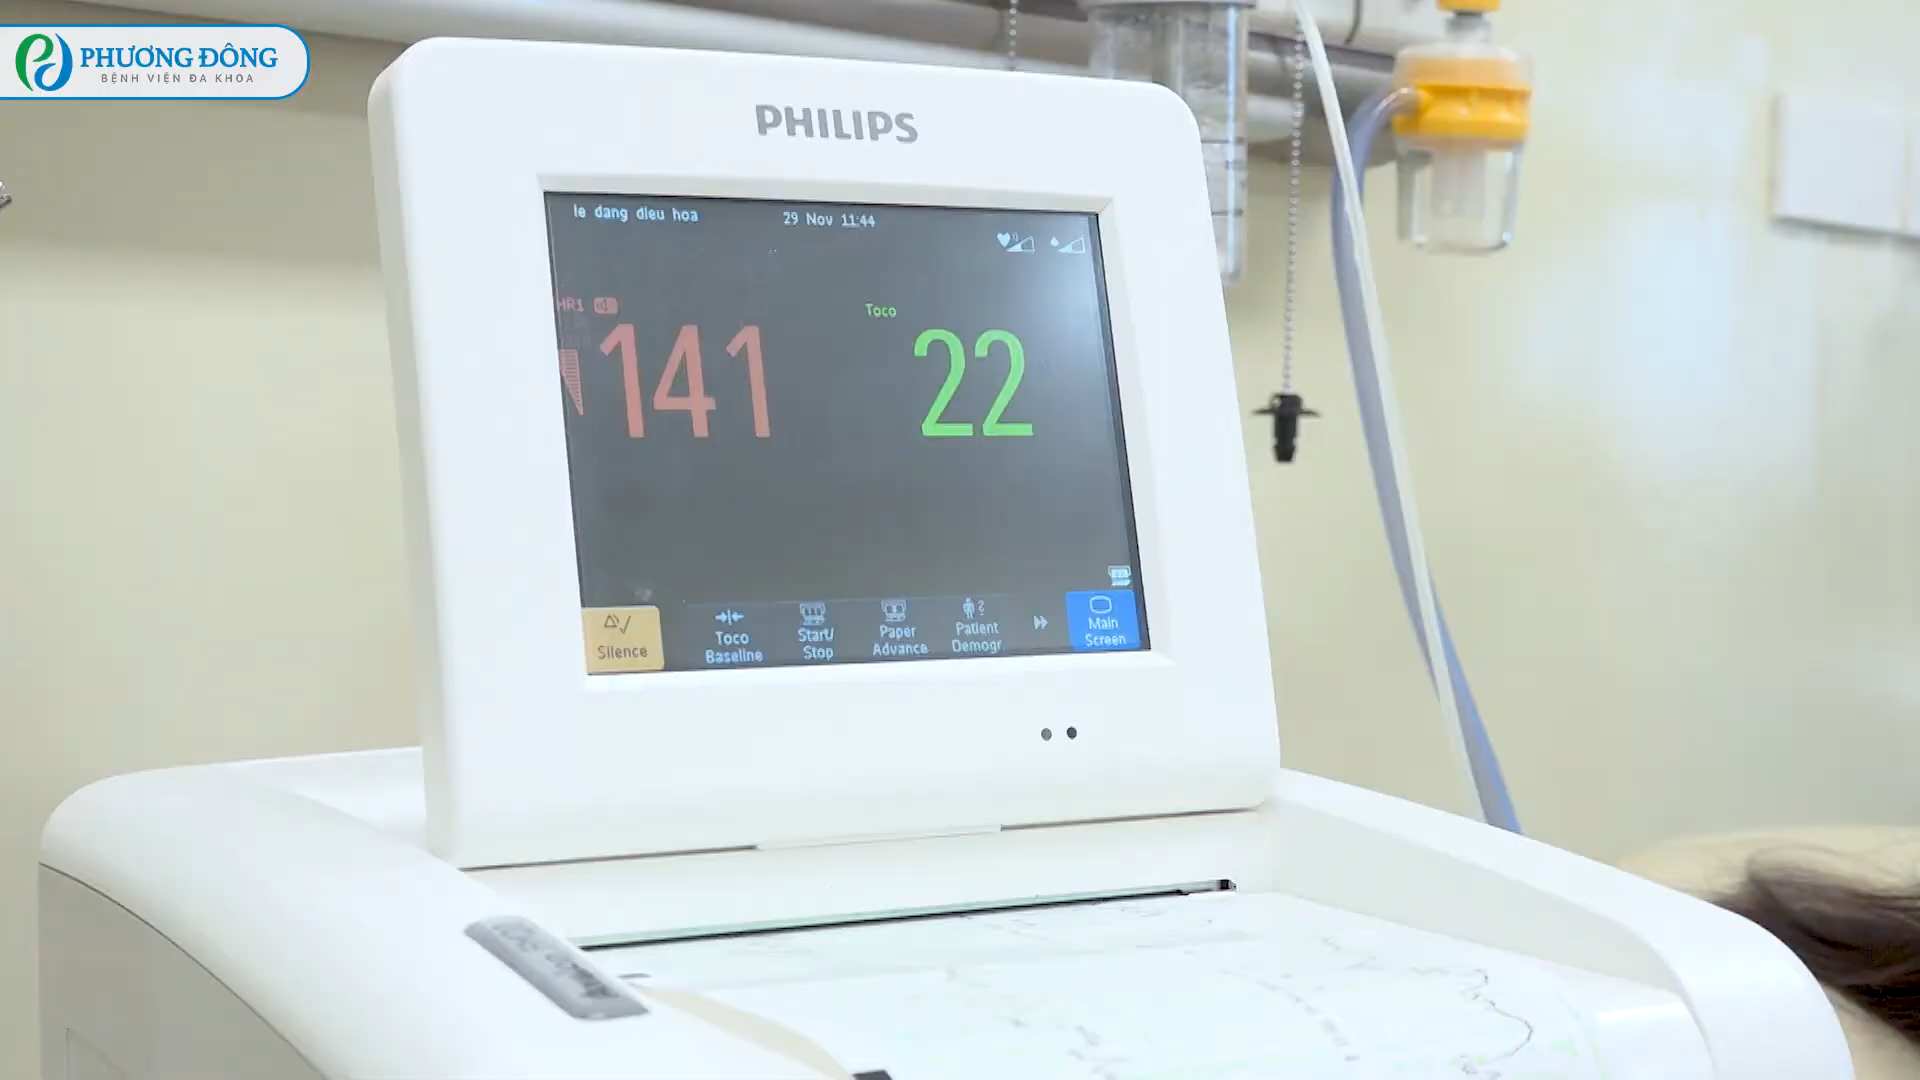 PHƯƠNG ĐÔNG
BỆNH VIỆN ĐA KHOA
PHILIPS
le dang dieu hoa
29 Nov 11:44
HR1
Toco
141
22
Silence
Toco
Baseline
Start/
Stop
Paper
Advance
Patient
Demogr
Main
Screen